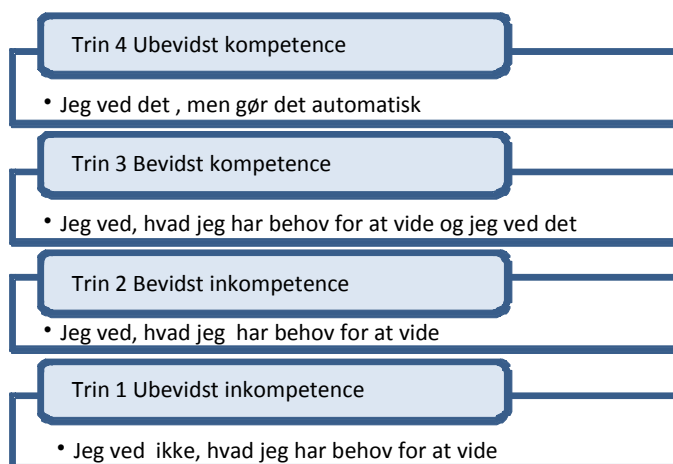 Trin 4 Ubevidst kompetence
• Jeg ved det , men gør det automatisk
Trin 3 Bevidst kompetence
• Jeg ved, hvad jeg har behov for at vide og jeg ved det
Trin 2 Bevidst inkompetence
• Jeg ved, hvad jeg har behov for at vide
Trin 1 Ubevidst inkompetence
• Jeg ved ikke, hvad jeg har behov for at vide